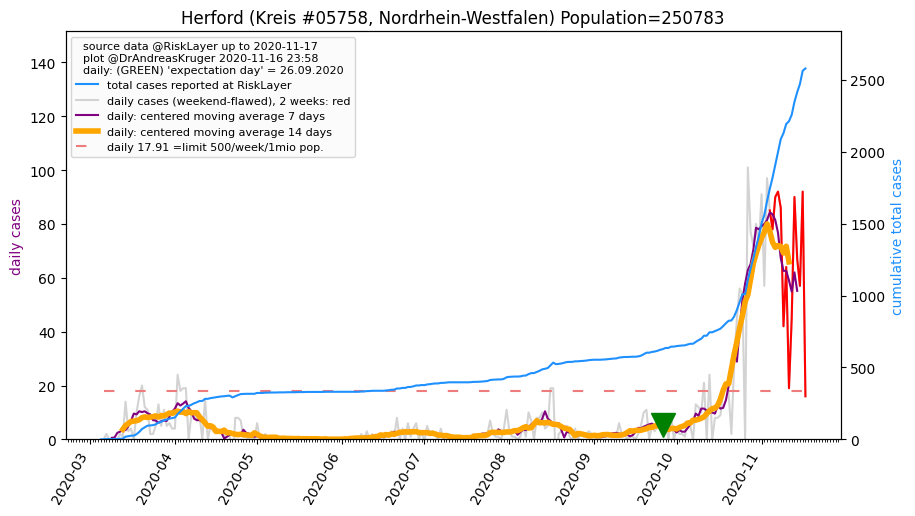 Herford (Kreis #05758, Nordrhein-Westfalen) Population=250783
source data @RiskLayer up to 2020-11-17
plot @DrAndreasKruger 2020-11-16 23:58
daily: (GREEN) 'expectation day' = 26.09.2020
total cases reported at RiskLayer
daily cases (weekend-flawed), 2 weeks: red
daily: centered moving average 7 days
daily: centered moving average 14 days
daily 17.91 =limit 500/week/1mio pop.
daily cases
140
120
100
80
60
40
20
0
cumulative total cases
2500
2000
1500
1000
500
0
2020-03
2020-04
2020-05
2020-06
2020-07
2020-08
2020-09
2020-10
2020-11